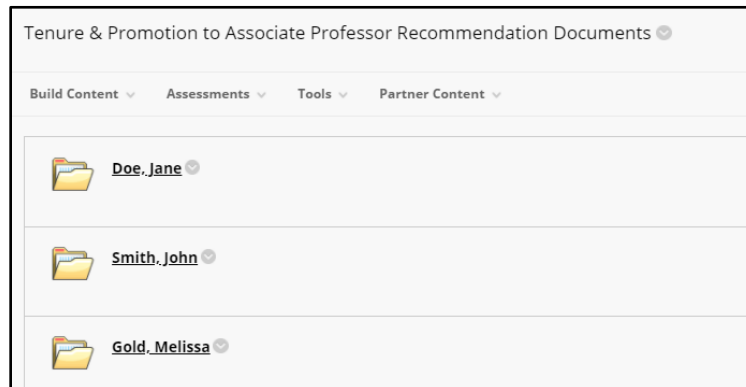 Tenure & Promotion to Associate Professor Recommendation Documents
Build Content Assessments Tools Partner Content
Doe, Jane
Smith, John
Gold, Melissa